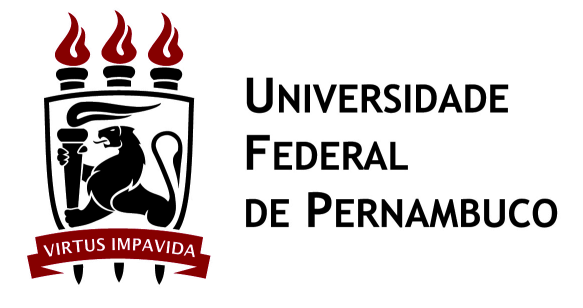 UNIVERSIDADE
FEDERAL
DE PERNAMBUCO
VIRTUS IMPAVIDA